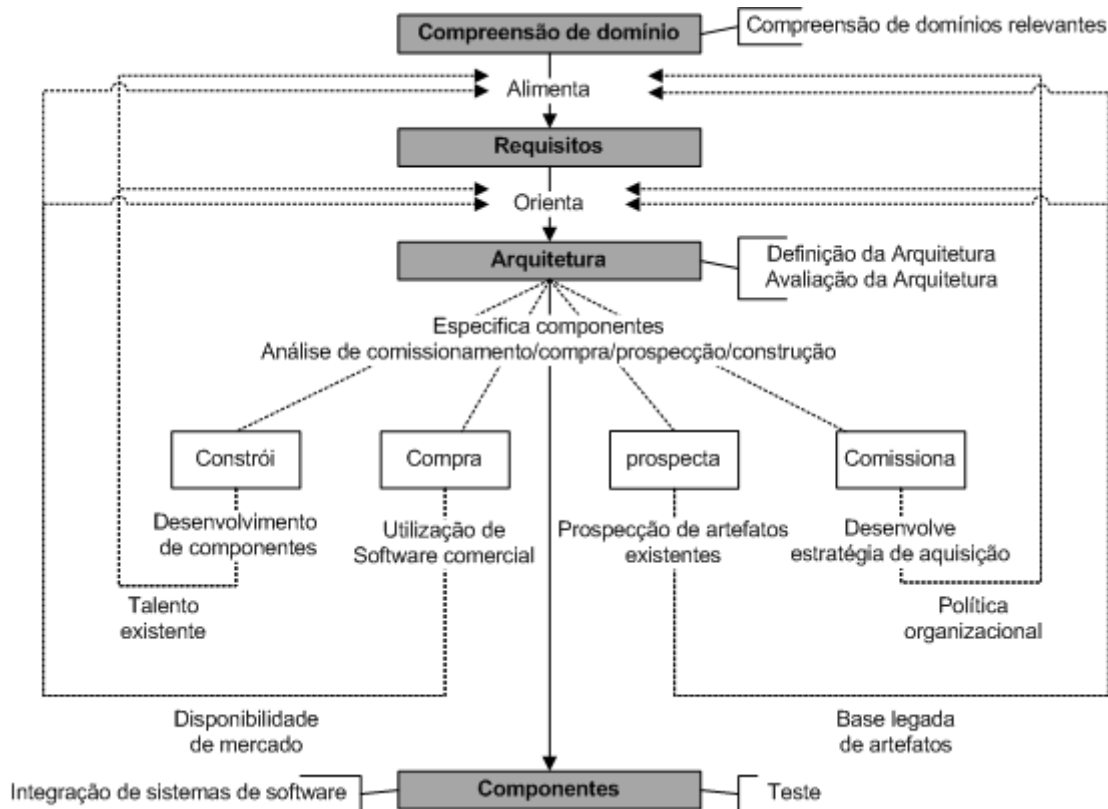 Compreensão de domínio
Compreensão de domínios relevantes
Alimenta
Requisitos
Orienta
Arquitetura
Definição da Arquitetura
Avaliação da Arquitetura
Especifica componentes
Análise de comissionamento/compra/prospecção/construção
Constrói
Compra
prospecta
Comissiona
Desenvolvimento
de componentes
Utilização de
Software comercial
Prospecção de artefatos
existentes
Desenvolve
estratégia de aquisição
Talento
existente
Política
organizacional
Disponibilidade
de mercado
Base legada
de artefatos
Integração de sistemas de software
Componentes
Teste